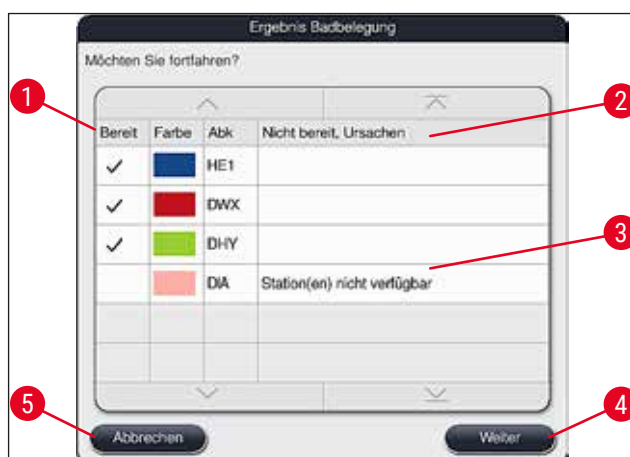 Ergebnis Badbelegung
Möchten Sie fortfahren?
1
2
Bereit Farbe Abk Nicht bereit, Ursachen
HE1
DWX
DHY
3
DIA Station(en) nicht verfügbar
5
4
Abbrechen Weiter